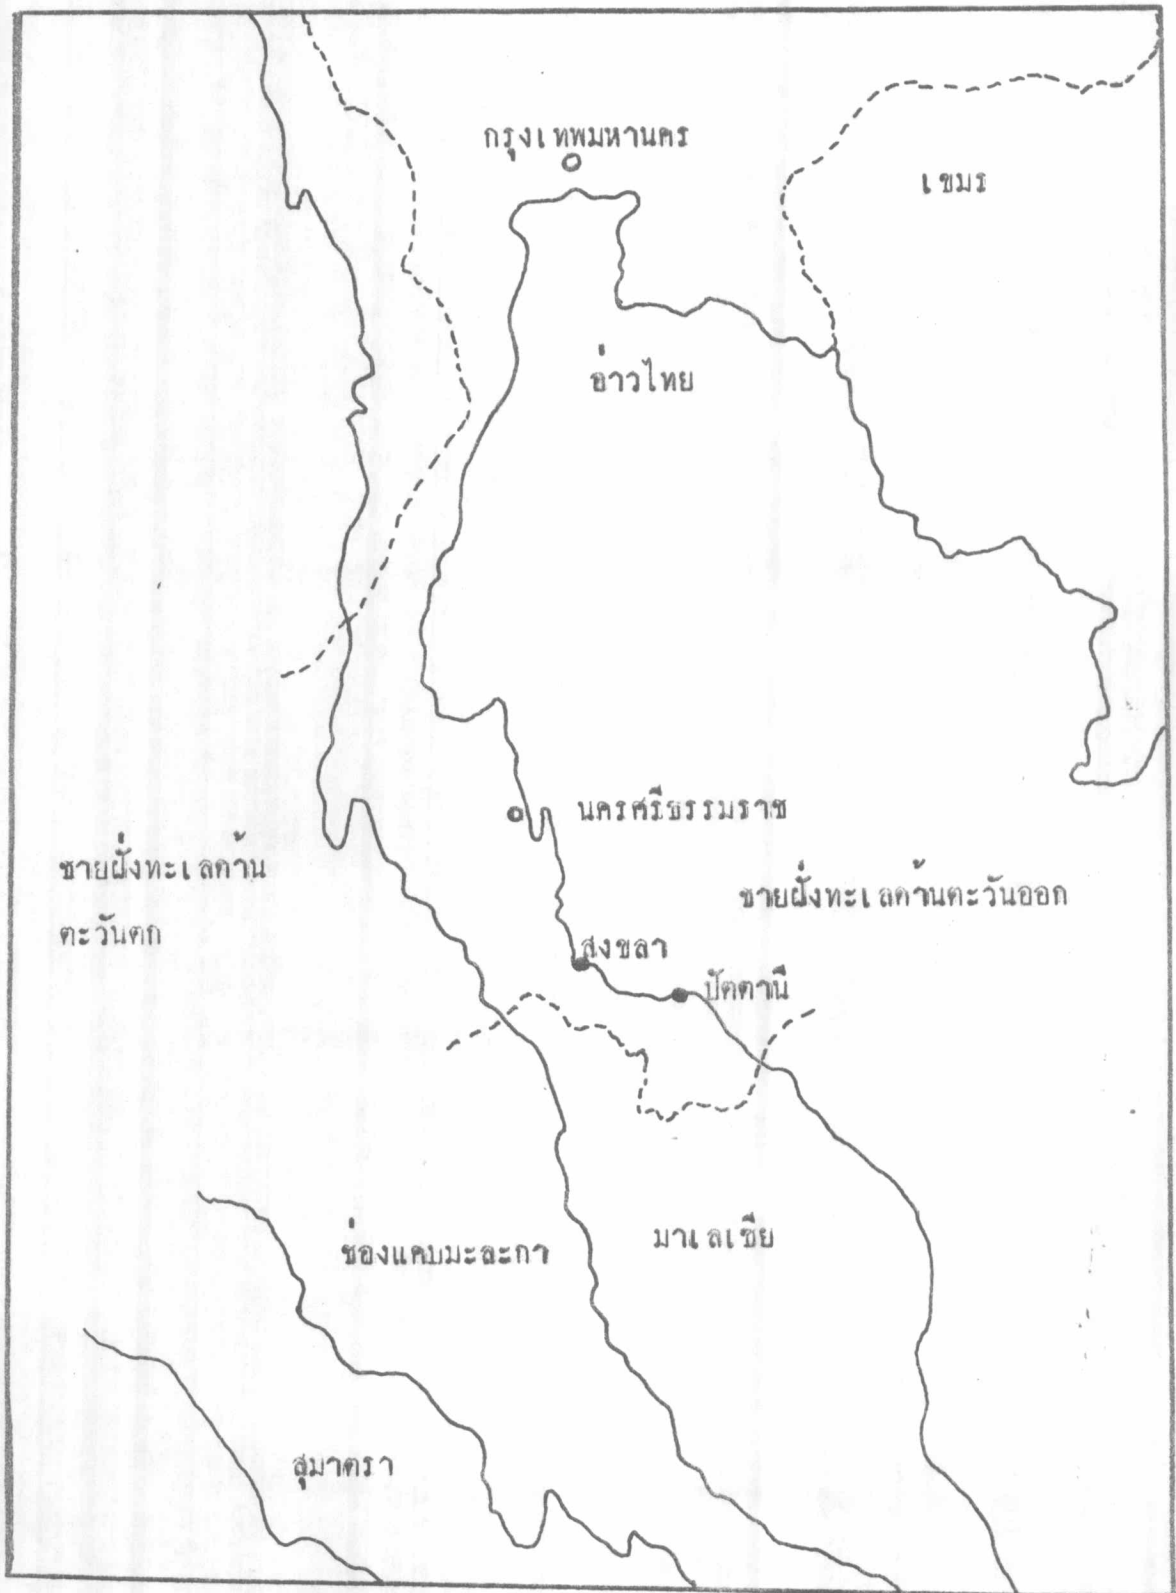 กรุงเทพมหานคร
เขมร
อ่าวไทย
นครศรีธรรมราช
ชายฝั่งทะเลด้าน
ตะวันตก
ชายฝั่งทะเลด้านตะวันออก
สงขลา
ปัตตานี
ช่องแคบมะละกา
มาเลเซีย
สุมาตรา